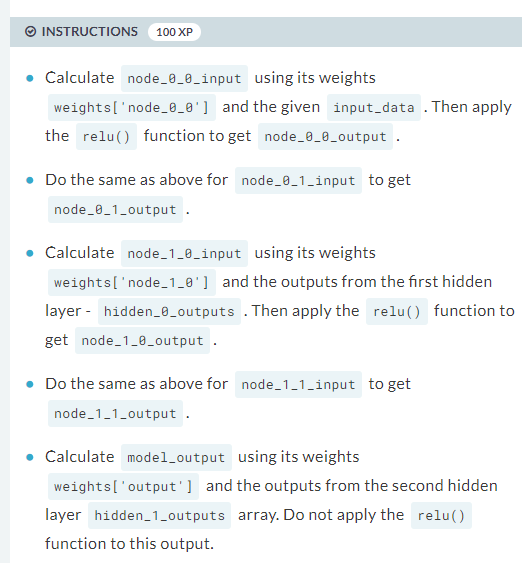 INSTRUCTIONS 100 XP
Calculate node_0_0_input using its weights
weights['node_0_0'] and the given input_data . Then apply
the relu() function to get node_0_0_output .
Do the same as above for node_0_1_input to get
node_0_1_output .
Calculate node_1_0_input using its weights
weights['node_1_0'] and the outputs from the first hidden
layer - hidden_0_outputs . Then apply the relu() function to
get node_1_0_output .
Do the same as above for node_1_1_input to get
node_1_1_output .
Calculate model_output using its weights
weights['output'] and the outputs from the second hidden
layer hidden_1_outputs array. Do not apply the relu()
function to this output.